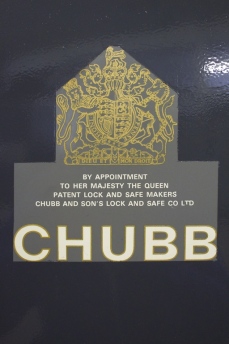 BY APPOINTMENT
TO HER MAJESTY THE QUEEN
PATENT LOCK AND SAFE MAKERS
CHUBB AND SON'S LOCK AND SAFE CO LTD
CHUBB